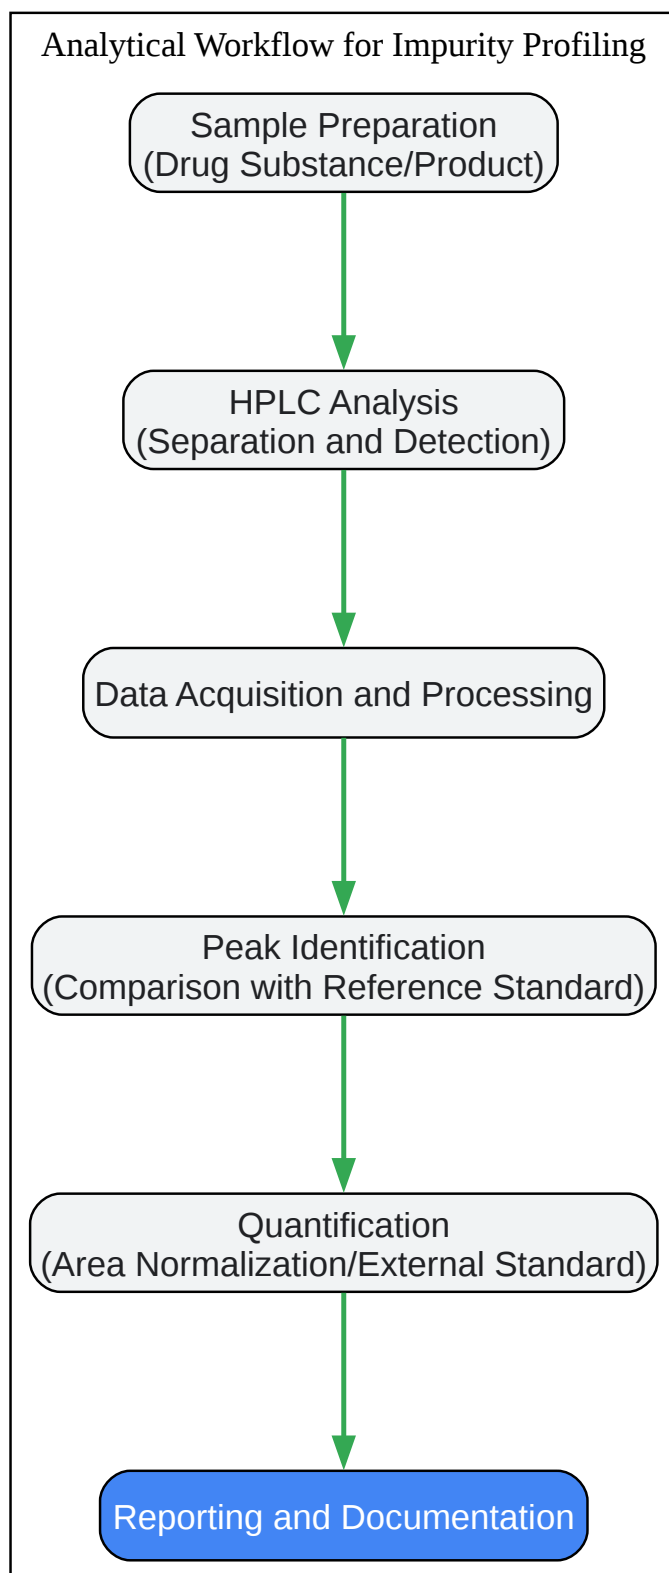 Analytical Workflow for Impurity Profiling
Sample Preparation
(Drug Substance/Product)
HPLC Analysis
(Separation and Detection)
Data Acquisition and Processing
Peak Identification
(Comparison with Reference Standard)
Quantification
(Area Normalization/External Standard)
Reporting and Documentation